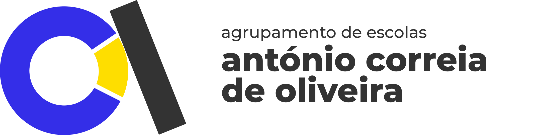 agrupamento de escolas
antónio correia
de oliveira